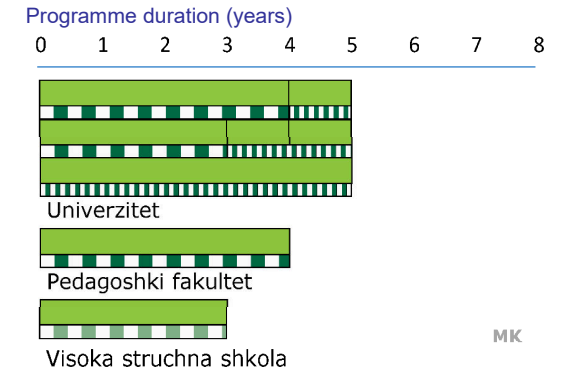 Programme duration (years)
0 1 2 3 4 5 6 7 8
Univerzitet
Pedagoshki fakultet
MK
Visoka struchna shkola